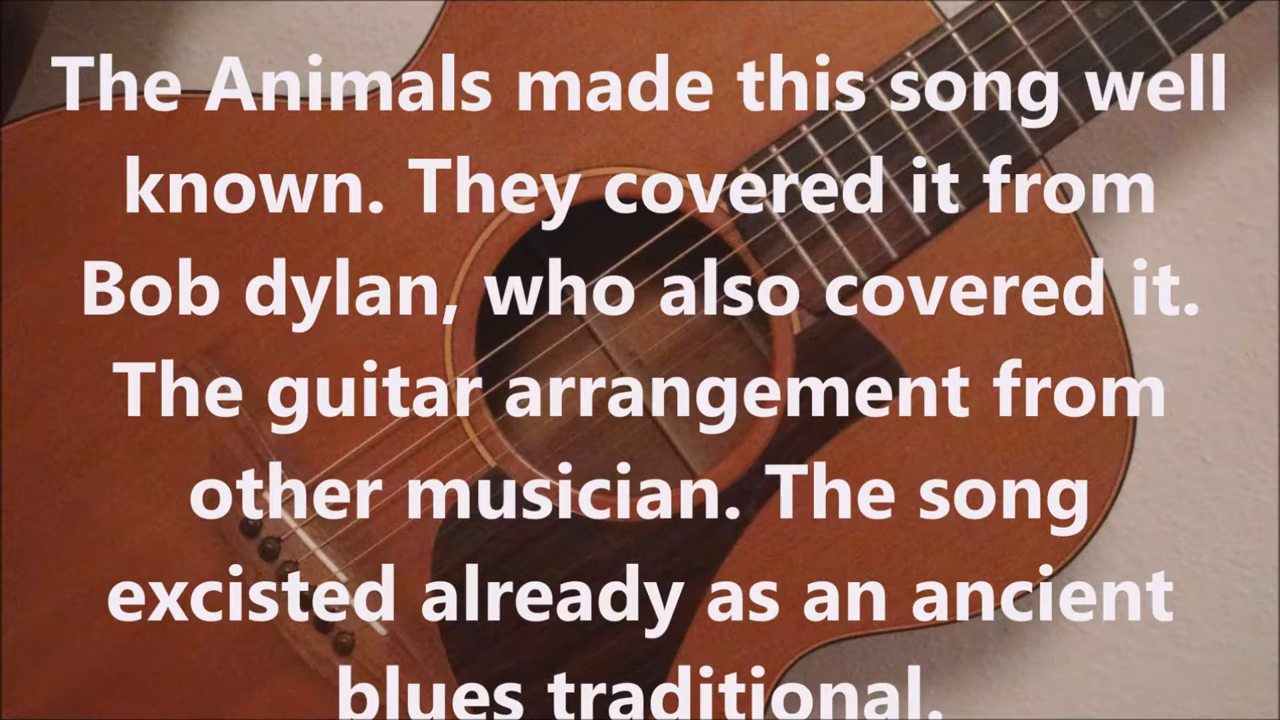 The Animals made this song well
known. They covered it from
Bob dylan, who also covered it.
The guitar arrangement from
other musician. The song
excisted already as an ancient
blues traditional.